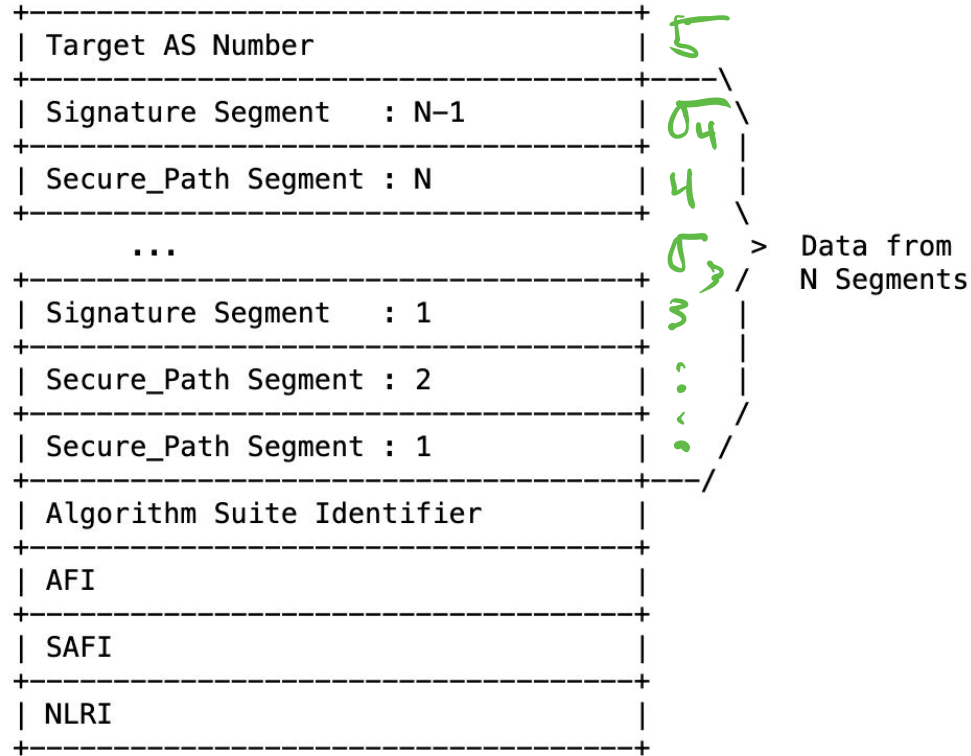 Target AS Number 5
Signature Segment : N-1 σ4
Secure_Path Segment : N 4
... σ3 > Data from
N Segments
Signature Segment : 1 3
Secure_Path Segment : 2 :
Secure_Path Segment : 1 :
Algorithm Suite Identifier
AFI
SAFI
NLRI